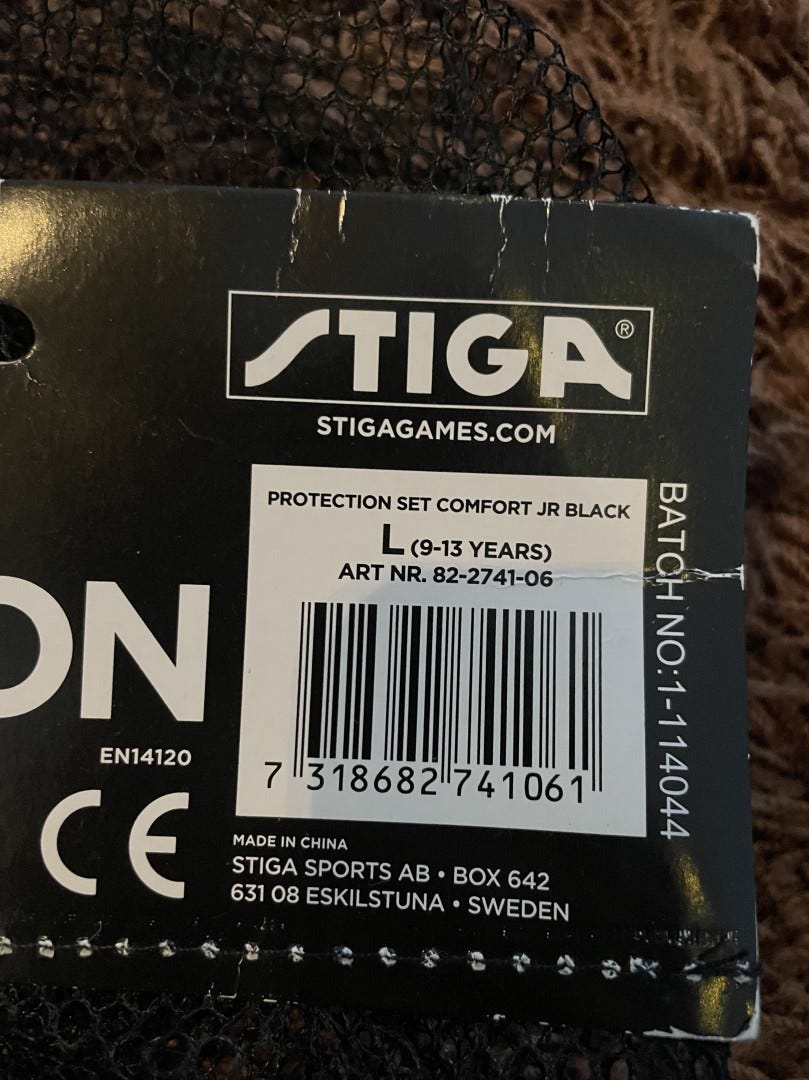 STIGA®
STIGAGAMES.COM
PROTECTION SET COMFORT JR BLACK
L (9-13 YEARS)
ART NR. 82-2741-06
7 318682 741061
BATCH NO:1-114044
ON
EN14120
CE
MADE IN CHINA
STIGA SPORTS AB • BOX 642
631 08 ESKILSTUNA • SWEDEN